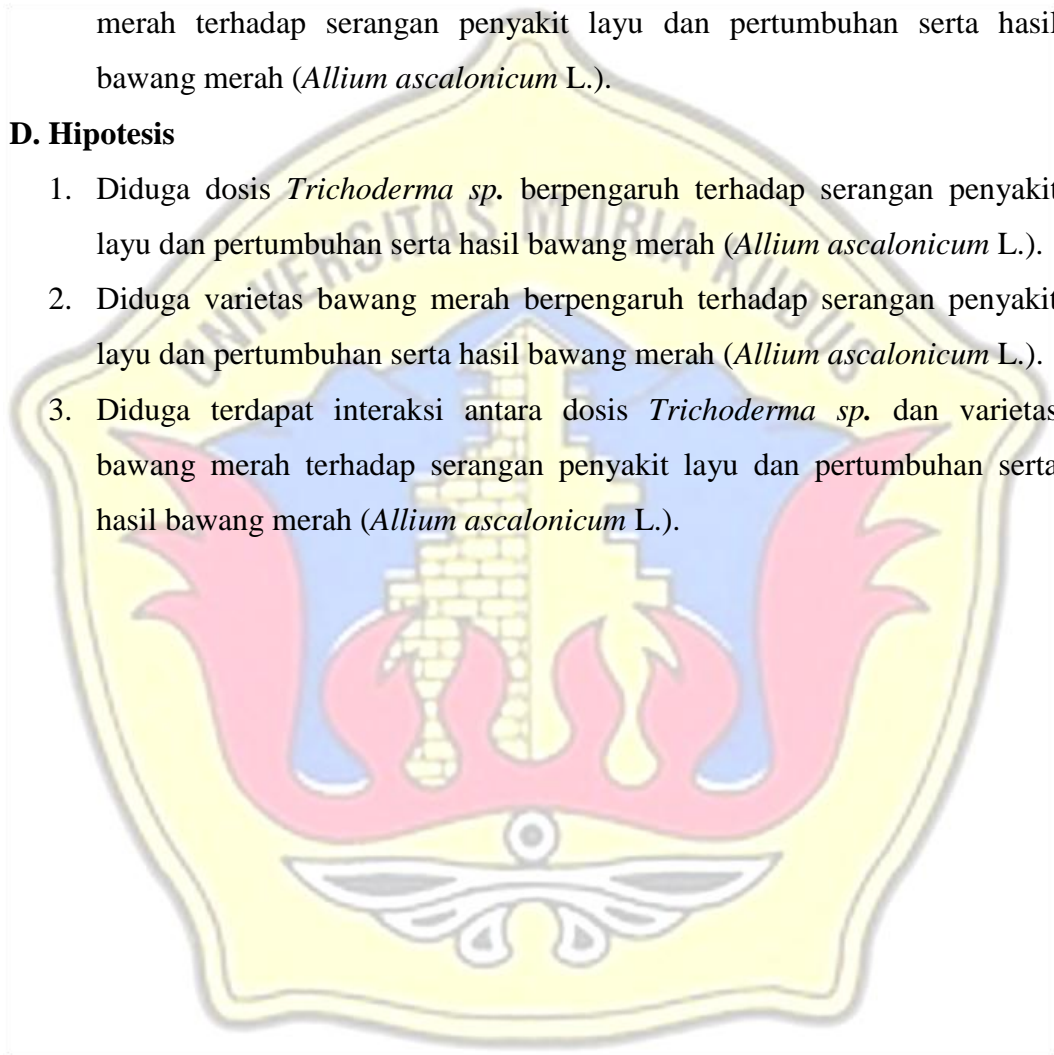 merah terhadap serangan penyakit layu dan pertumbuhan serta hasil
bawang merah (Allium ascalonicum L.).
D. Hipotesis
1. Diduga dosis Trichoderma sp. berpengaruh terhadap serangan penyakit
layu dan pertumbuhan serta hasil bawang merah (Allium ascalonicum L.).
2. Diduga varietas bawang merah berpengaruh terhadap serangan penyakit
layu dan pertumbuhan serta hasil bawang merah (Allium ascalonicum L.).
3. Diduga terdapat interaksi antara dosis Trichoderma sp. dan varietas
bawang merah terhadap serangan penyakit layu dan pertumbuhan serta
hasil bawang merah (Allium ascalonicum L.).
UNIVERSITAS MURIA KUDUS